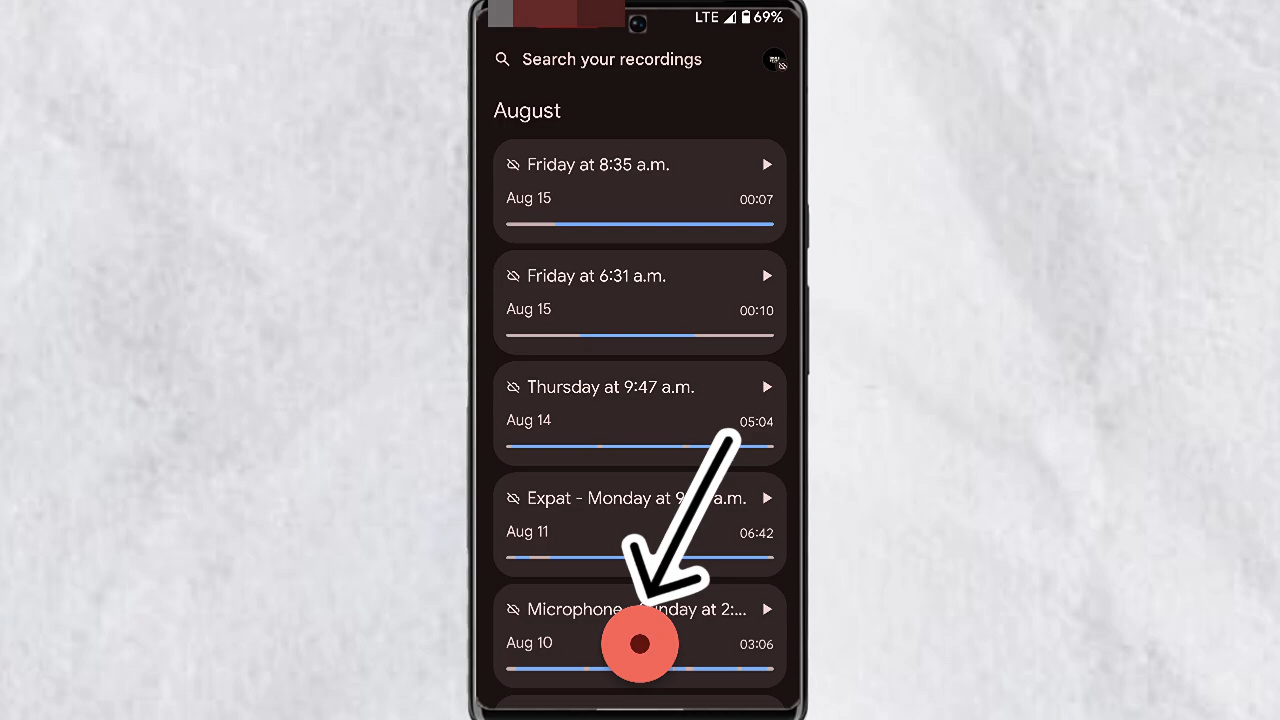 LTE 69%
Search your recordings
August
Friday at 8:35 a.m.
Aug 15 00:07
Friday at 6:31 a.m.
Aug 15 00:10
Thursday at 9:47 a.m.
Aug 14 05:04
Expat - Monday at 9 a.m.
Aug 11 06:42
Microphone nday at 2:...
Aug 10 03:06